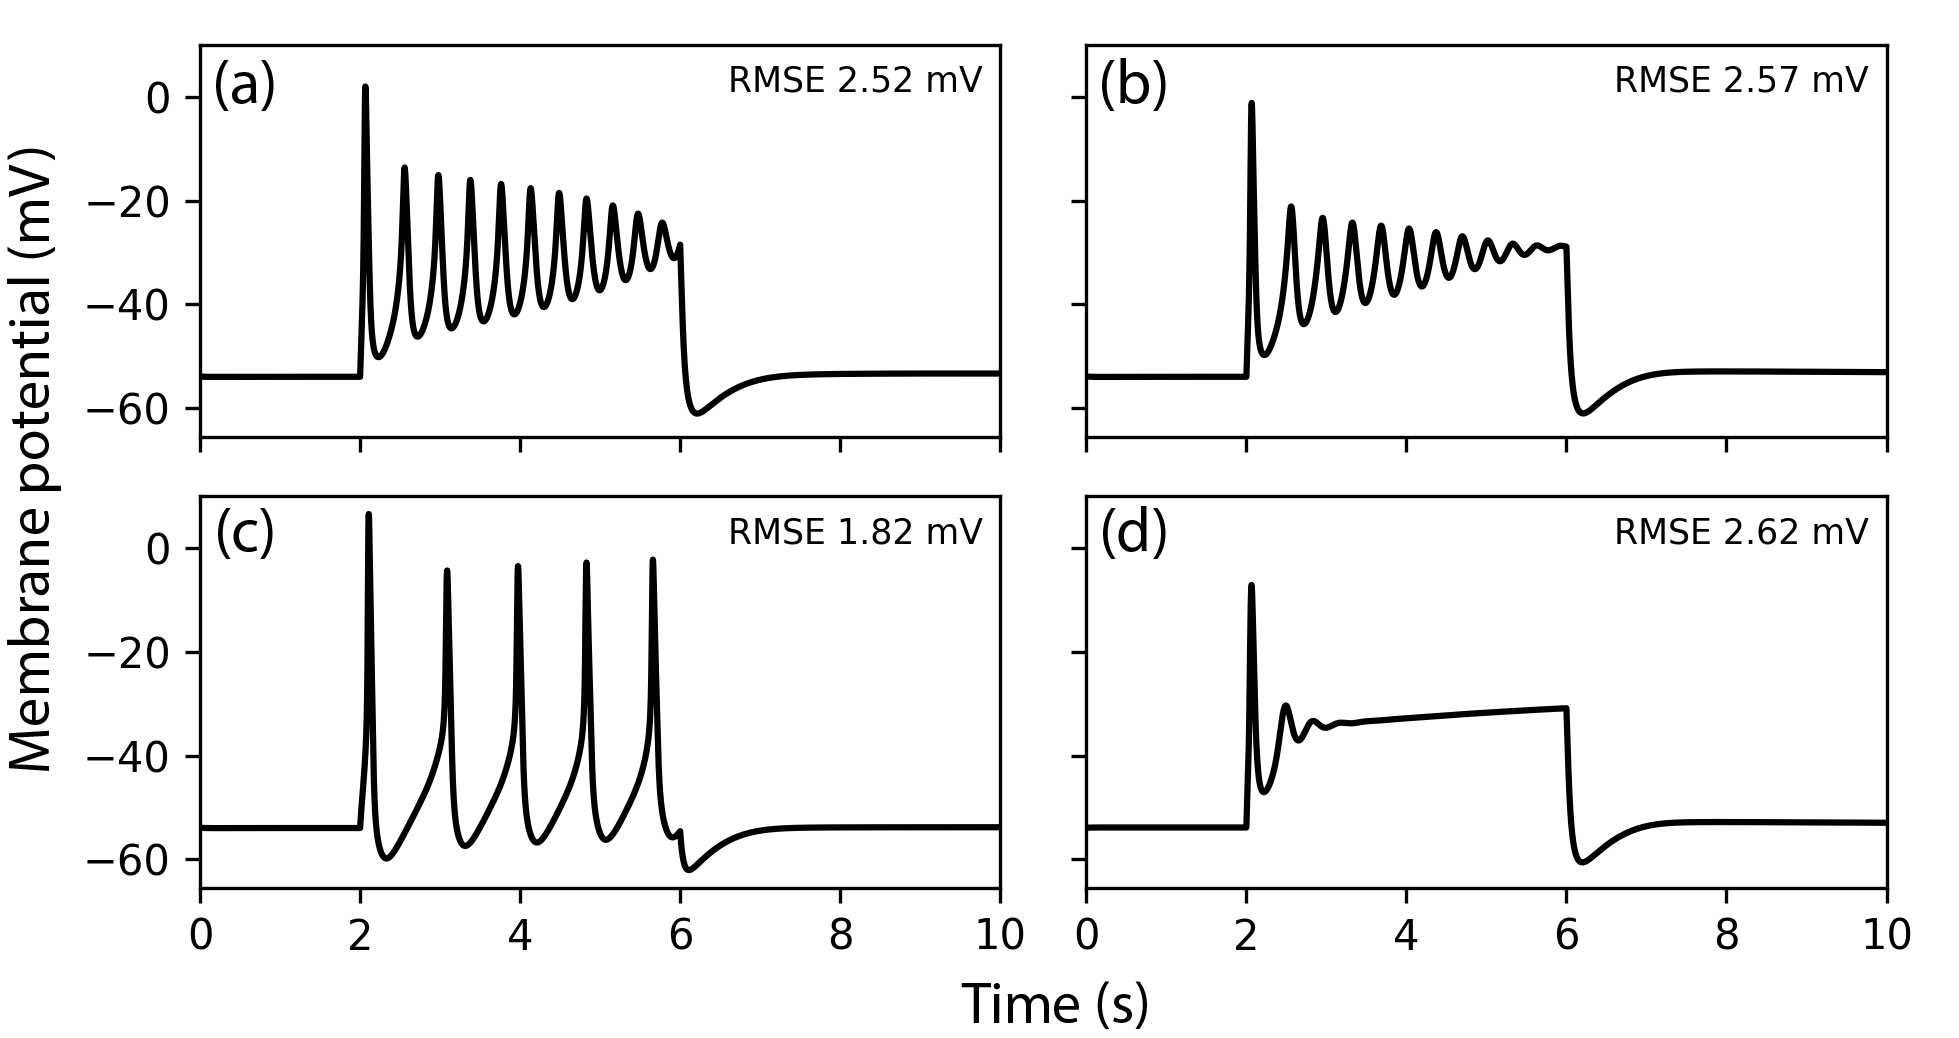 Membrane potential (mV)
(a)
RMSE 2.52 mV
0
−20
−40
−60
(b)
RMSE 2.57 mV
(c)
RMSE 1.82 mV
0
−20
−40
−60
0 2 4 6 8 10
(d)
RMSE 2.62 mV
0 2 4 6 8 10
Time (s)